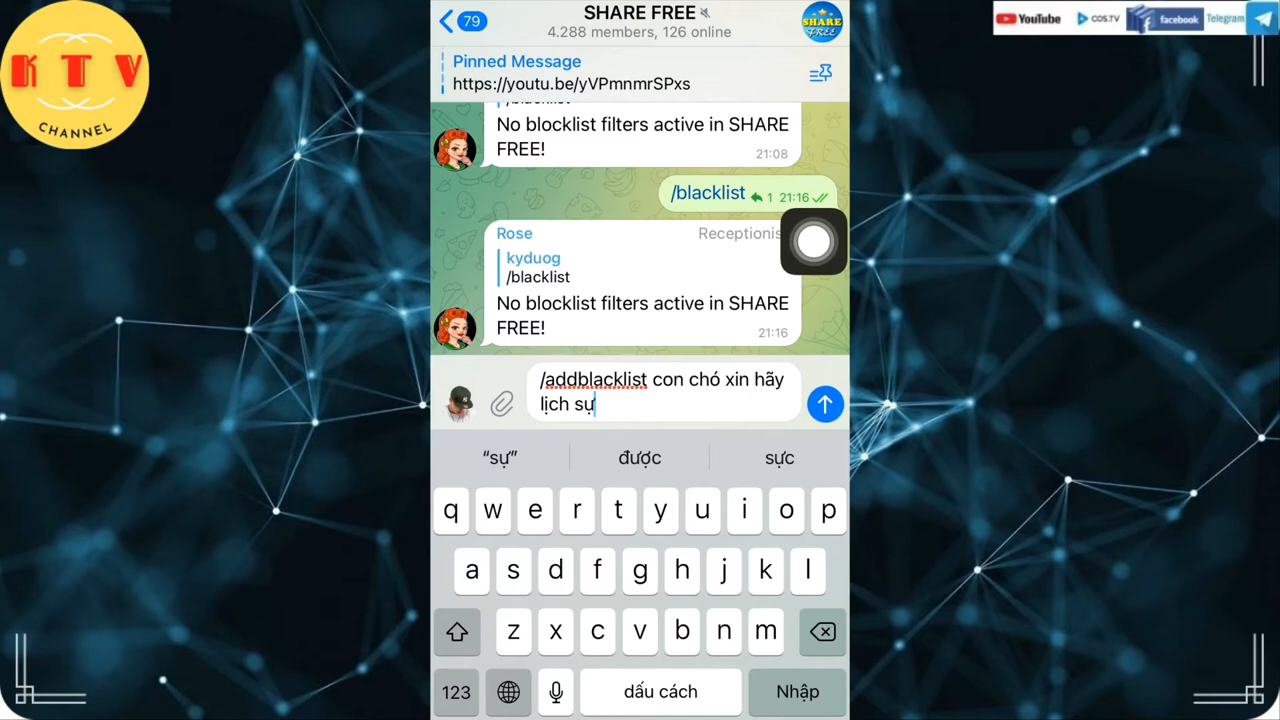 K T V
CHANNEL
YouTube
COS.TV
facebook
Telegram
79
SHARE FREE
4.288 members, 126 online
SHARE
FREE
Pinned Message
https://youtu.be/yVPmnmrSPxs
/blacklist
No blocklist filters active in SHARE
FREE!
21:08
/blacklist 1 21:16
Rose
Receptionis
kyduog
/blacklist
No blocklist filters active in SHARE
FREE!
21:16
/addblacklist con chó xin hãy
lịch sự
“sự” được sực
q w e r t y u i o p
a s d f g h j k l
z x c v b n m
123 dấu cách Nhập